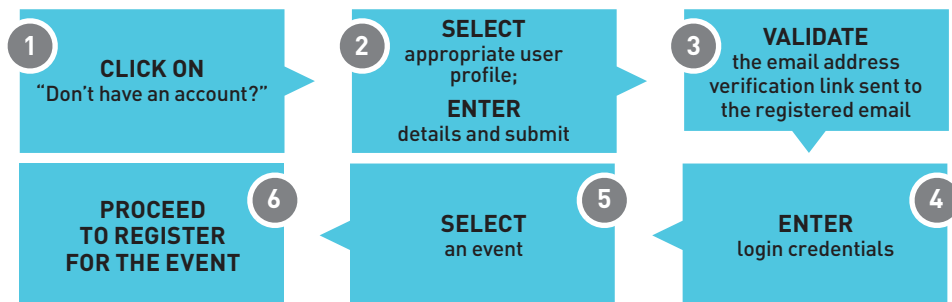 1
CLICK ON
“Don’t have an account?”
2
SELECT
appropriate user
profile;
ENTER
details and submit
3
VALIDATE
the email address
verification link sent to
the registered email
4
ENTER
login credentials
5
SELECT
an event
6
PROCEED
TO REGISTER
FOR THE EVENT